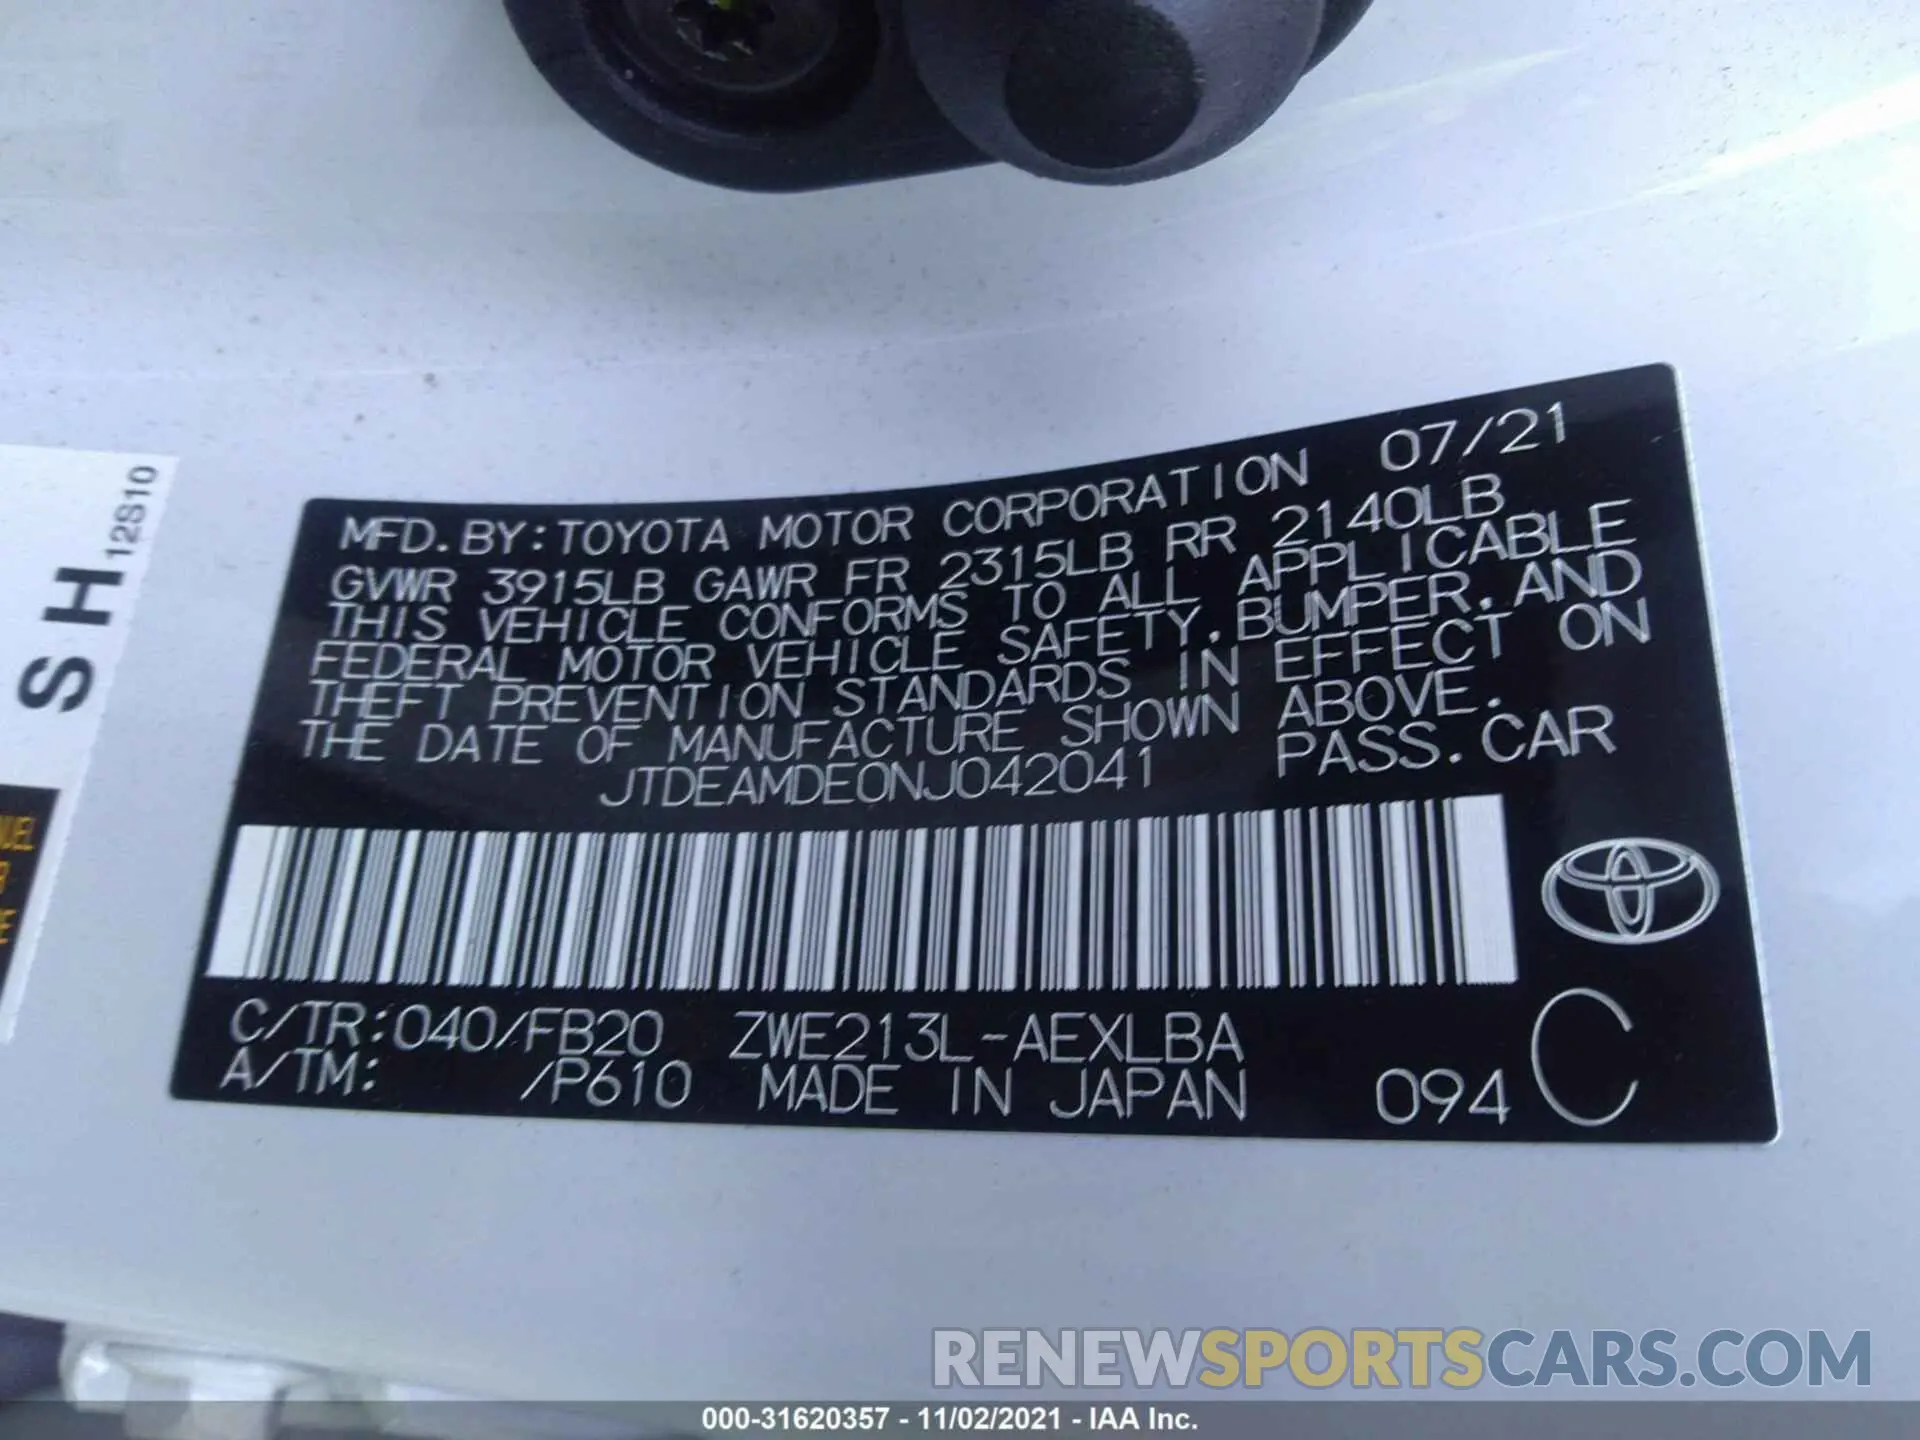 MFD.BY:TOYOTA MOTOR CORPORATION 07/21
GVWR 3915LB GAWR FR 2315LB RR 2140LB
THIS VEHICLE CONFORMS TO ALL APPLICABLE
FEDERAL MOTOR VEHICLE SAFETY,BUMPER,AND
THEFT PREVENTION STANDARDS IN EFFECT ON
THE DATE OF MANUFACTURE SHOWN ABOVE.
JTDEAMDE0NJ042041 PASS.CAR
C/TR:040/FB20 ZWE213L-AEXLBA
A/TM: /P610 MADE IN JAPAN 094 C
S H 12S10
RENEWSPORTSCARS.COM
000-31620357 - 11/02/2021 - IAA Inc.